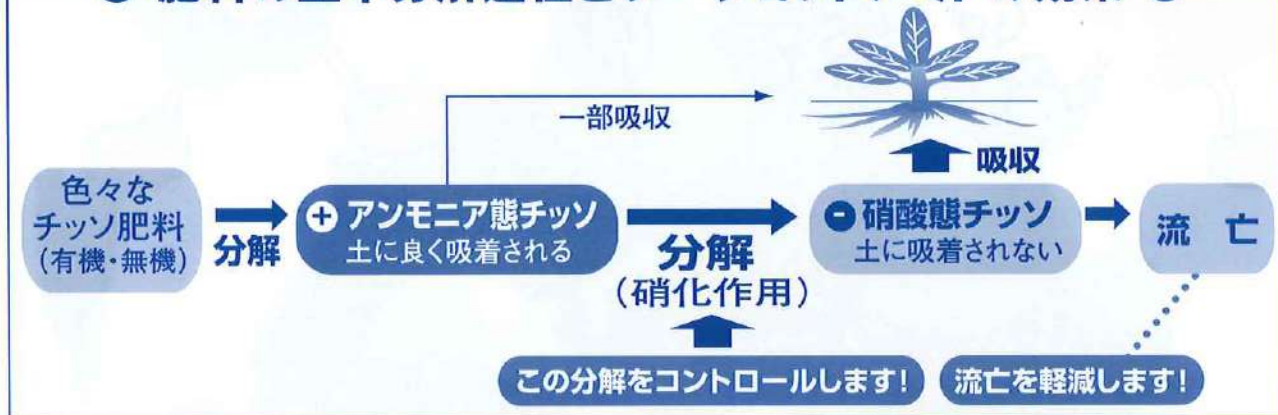 一部吸収
吸収
色々な
チッソ肥料
(有機・無機)
分解
+ アンモニア態チッソ
土に良く吸着される
分解
(硝化作用)
- 硝酸態チッソ
土に吸着されない
流亡
この分解をコントロールします!
流亡を軽減します!